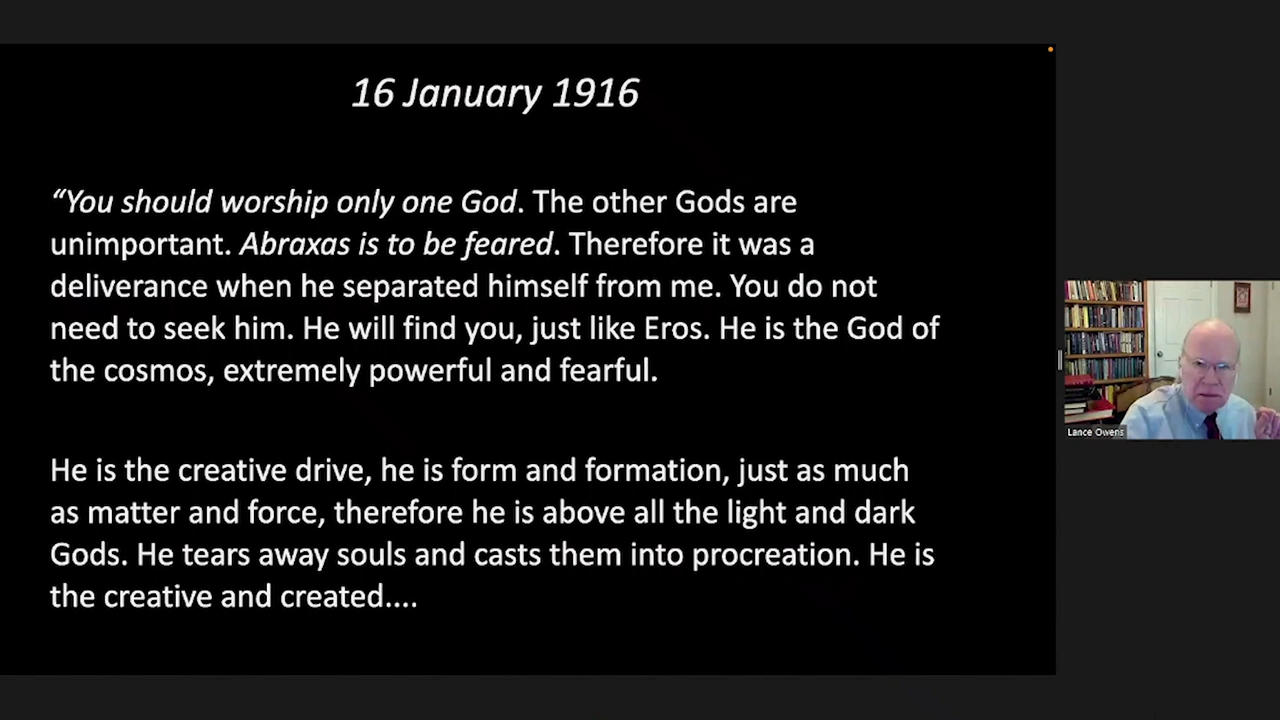 16 January 1916
“You should worship only one God. The other Gods are
unimportant. Abraxas is to be feared. Therefore it was a
deliverance when he separated himself from me. You do not
need to seek him. He will find you, just like Eros. He is the God of
the cosmos, extremely powerful and fearful.
He is the creative drive, he is form and formation, just as much
as matter and force, therefore he is above all the light and dark
Gods. He tears away souls and casts them into procreation. He is
the creative and created....
Lance Owens